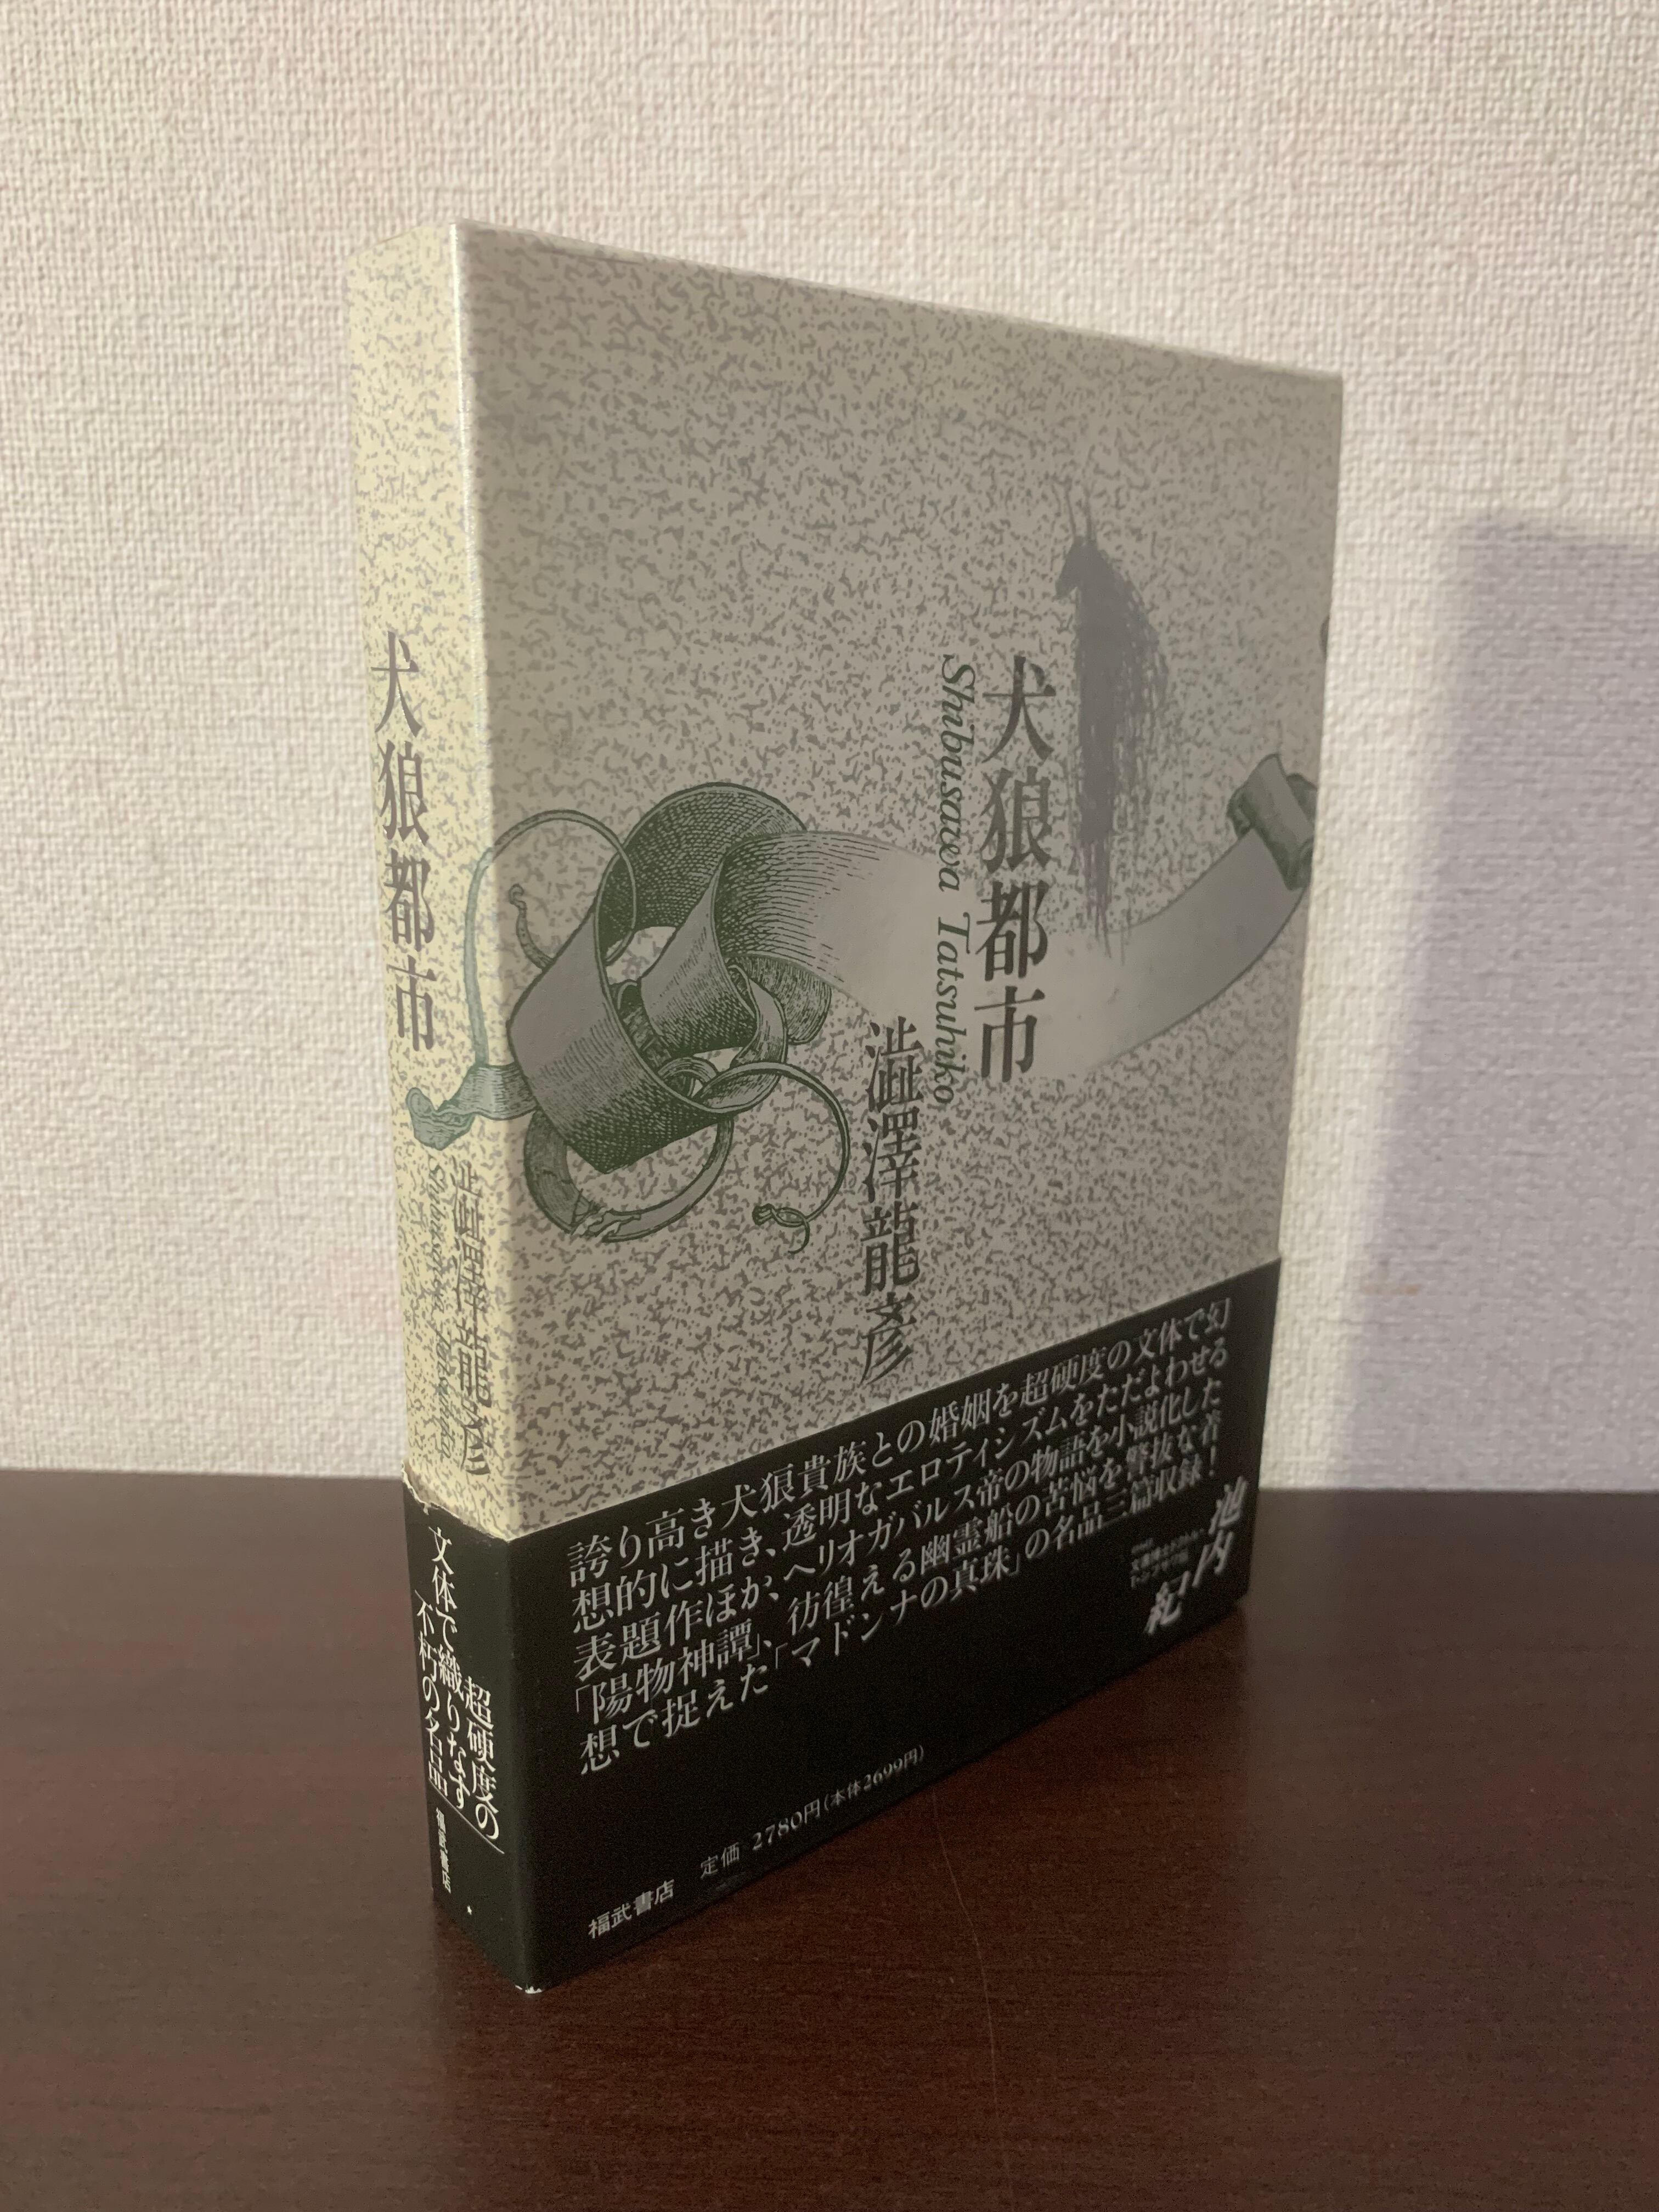 犬狼都市
Shibusawa Tatsuhiko
澁澤龍彥
犬狼都市
澁澤龍彥
Shibusawa Tatsuhiko
誇り高き犬狼貴族との婚姻を超硬度の文体で幻
想的に描き、透明なエロティシズムをただよわせる
表題作ほか、ヘリオガバルス帝の物語を小説化した
「陽物神譚」、彷徨える幽霊船の苦悩を警抜な着
想で捉えた「マドンナの真珠」の名品三篇収録!
池内
紀
定価 2780円(本体2699円)
福武書店
超硬度の
文体で織りなす
不朽の名品
福武書店